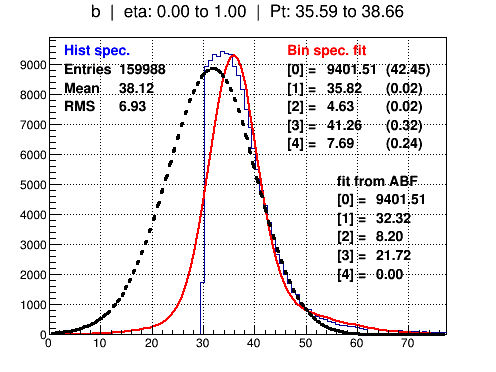 b | eta: 0.00 to 1.00 | Pt: 35.59 to 38.66
Hist spec.
Entries 159988
Mean 38.12
RMS 6.93
Bin spec. fit
[0] = 9401.51 (42.45)
[1] = 35.82 (0.02)
[2] = 4.63 (0.02)
[3] = 41.26 (0.32)
[4] = 7.69 (0.24)
fit from ABF
[0] = 9401.51
[1] = 32.32
[2] = 8.20
[3] = 21.72
[4] = 0.00
9000
8000
7000
6000
5000
4000
3000
2000
1000
0
0 10 20 30 40 50 60 70